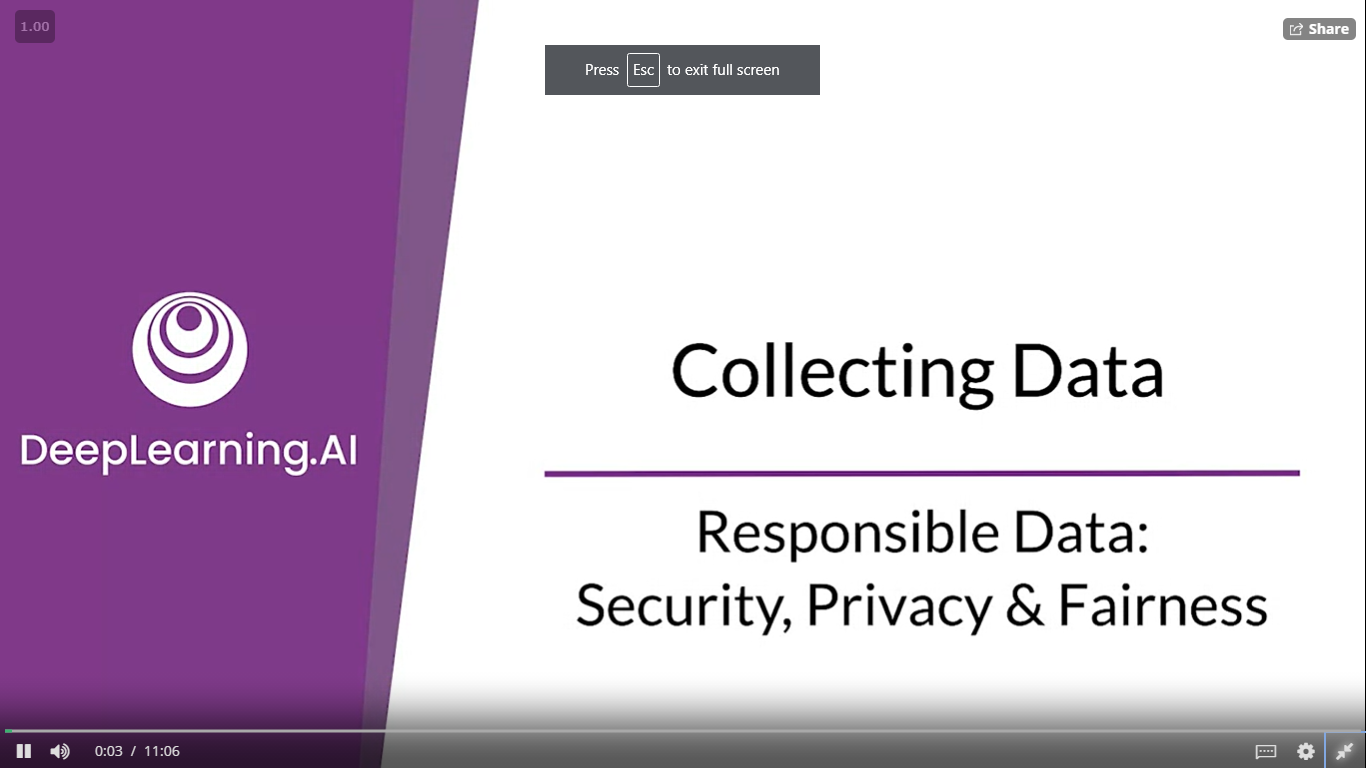 1.00
Share
Press Esc to exit full screen
Collecting Data
DeepLearning.AI
Responsible Data:
Security, Privacy & Fairness
0:03 / 11:06